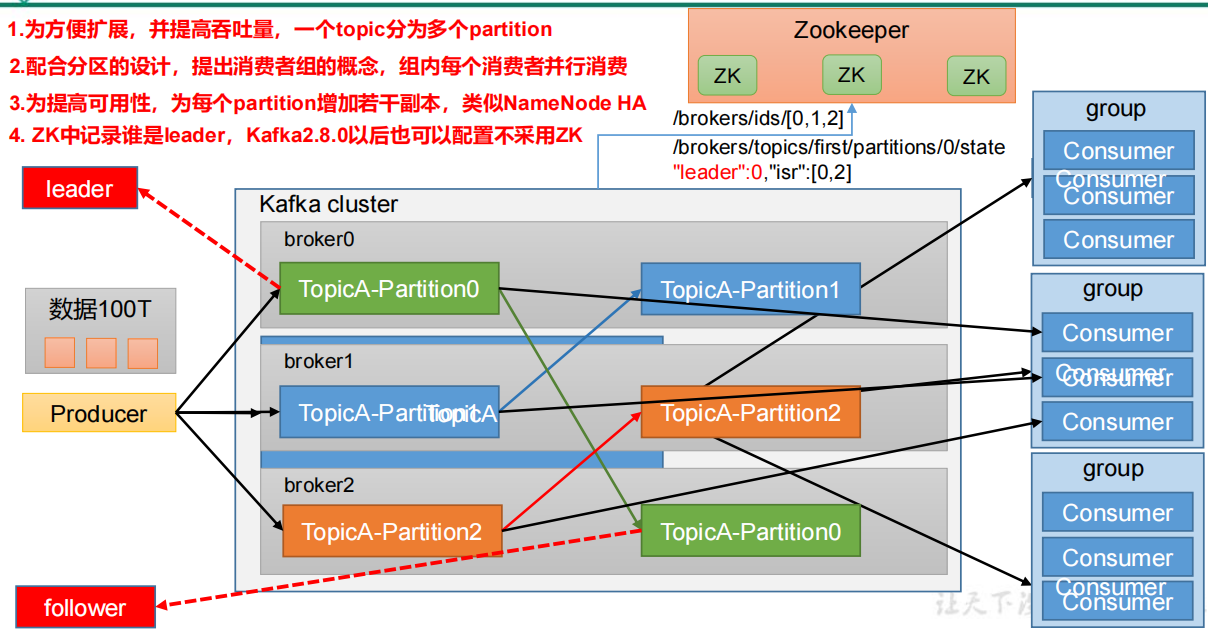 1.为方便扩展，并提高吞吐量，一个topic分为多个partition
2.配合分区的设计，提出消费者组的概念，组内每个消费者并行消费
3.为提高可用性，为每个partition增加若干副本，类似NameNode HA
4. ZK中记录谁是leader，Kafka2.8.0以后也可以配置不采用ZK
Zookeeper
ZK
ZK
ZK
/brokers/ids/[0,1,2]
/brokers/topics/first/partitions/0/state
"leader":0,"isr":[0,2]
leader
数据100T
Producer
follower
Kafka cluster
broker0
TopicA-Partition0
TopicA-Partition1
broker1
TopicA-Partition1
TopicA
TopicA-Partition2
broker2
TopicA-Partition2
TopicA-Partition0
group
Consumer
Consumer
Consumer
Consumer
group
Consumer
Consumer
Consumer
Consumer
group
Consumer
Consumer
Consumer
Consumer
让天下